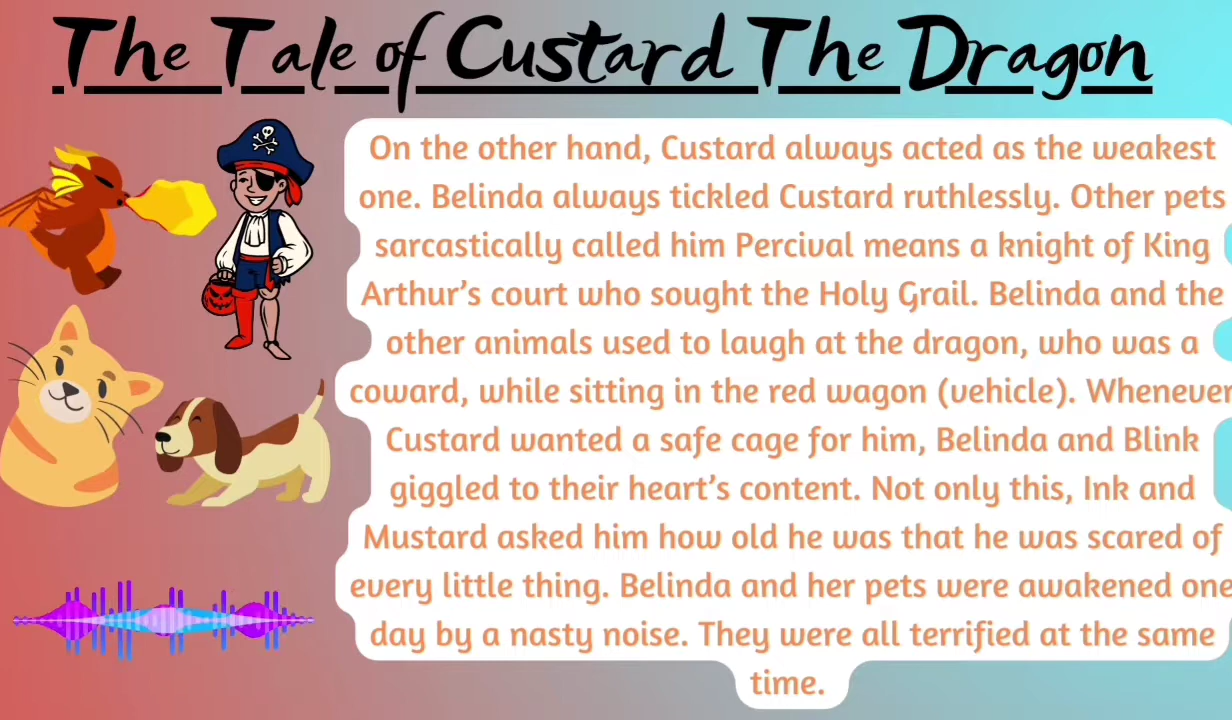 The Tale of Custard The Dragon
On the other hand, Custard always acted as the weakest
one. Belinda always tickled Custard ruthlessly. Other pets
sarcastically called him Percival means a knight of King
Arthur's court who sought the Holy Grail. Belinda and the
other animals used to laugh at the dragon, who was a
coward, while sitting in the red wagon (vehicle). Whenever
Custard wanted a safe cage for him, Belinda and Blink
giggled to their heart's content. Not only this, Ink and
Mustard asked him how old he was that he was scared of
every little thing. Belinda and her pets were awakened one
day by a nasty noise. They were all terrified at the same
time.